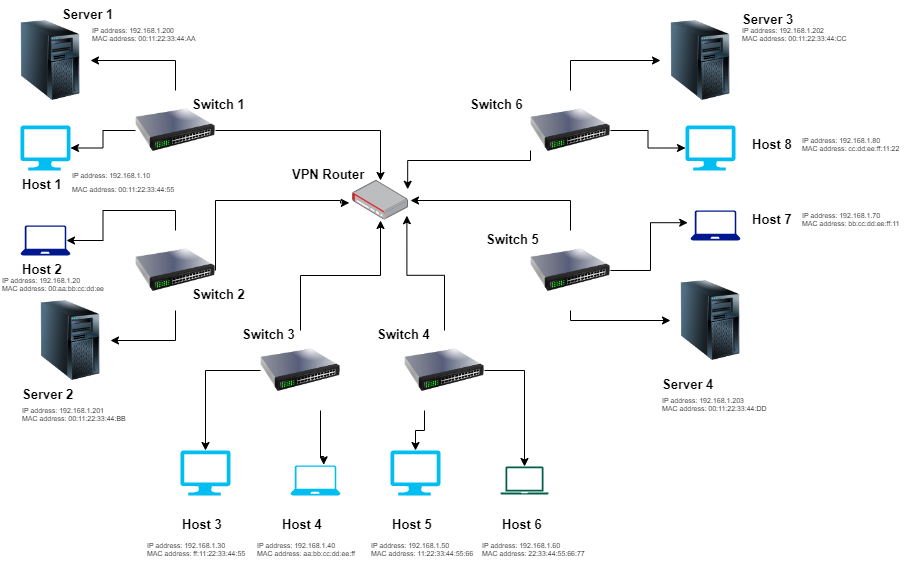 Server 1
IP address: 192.168.1.200
MAC address: 00:11:22:33:44:AA
Server 3
IP address: 192.168.1.202
MAC address: 00:11:22:33:44:CC
Switch 1
Switch 6
Host 1
IP address: 192.168.1.10
MAC address: 00:11:22:33:44:55
VPN Router
Host 8
IP address: 192.168.1.80
MAC address: cc:dd:ee:ff:11:22
Host 7
IP address: 192.168.1.70
MAC address: bb:cc:dd:ee:ff:11
Switch 5
Host 2
IP address: 192.168.1.20
MAC address: 00:aa:bb:cc:dd:ee
Switch 2
Switch 3
Switch 4
Server 2
IP address: 192.168.1.201
MAC address: 00:11:22:33:44:BB
Server 4
IP address: 192.168.1.203
MAC address: 00:11:22:33:44:DD
Host 3
IP address: 192.168.1.30
MAC address: ff:11:22:33:44:55
Host 4
IP address: 192.168.1.40
MAC address: aa:bb:cc:dd:ee:ff
Host 5
IP address: 192.168.1.50
MAC address: 11:22:33:44:55:66
Host 6
IP address: 192.168.1.60
MAC address: 22:33:44:55:66:77